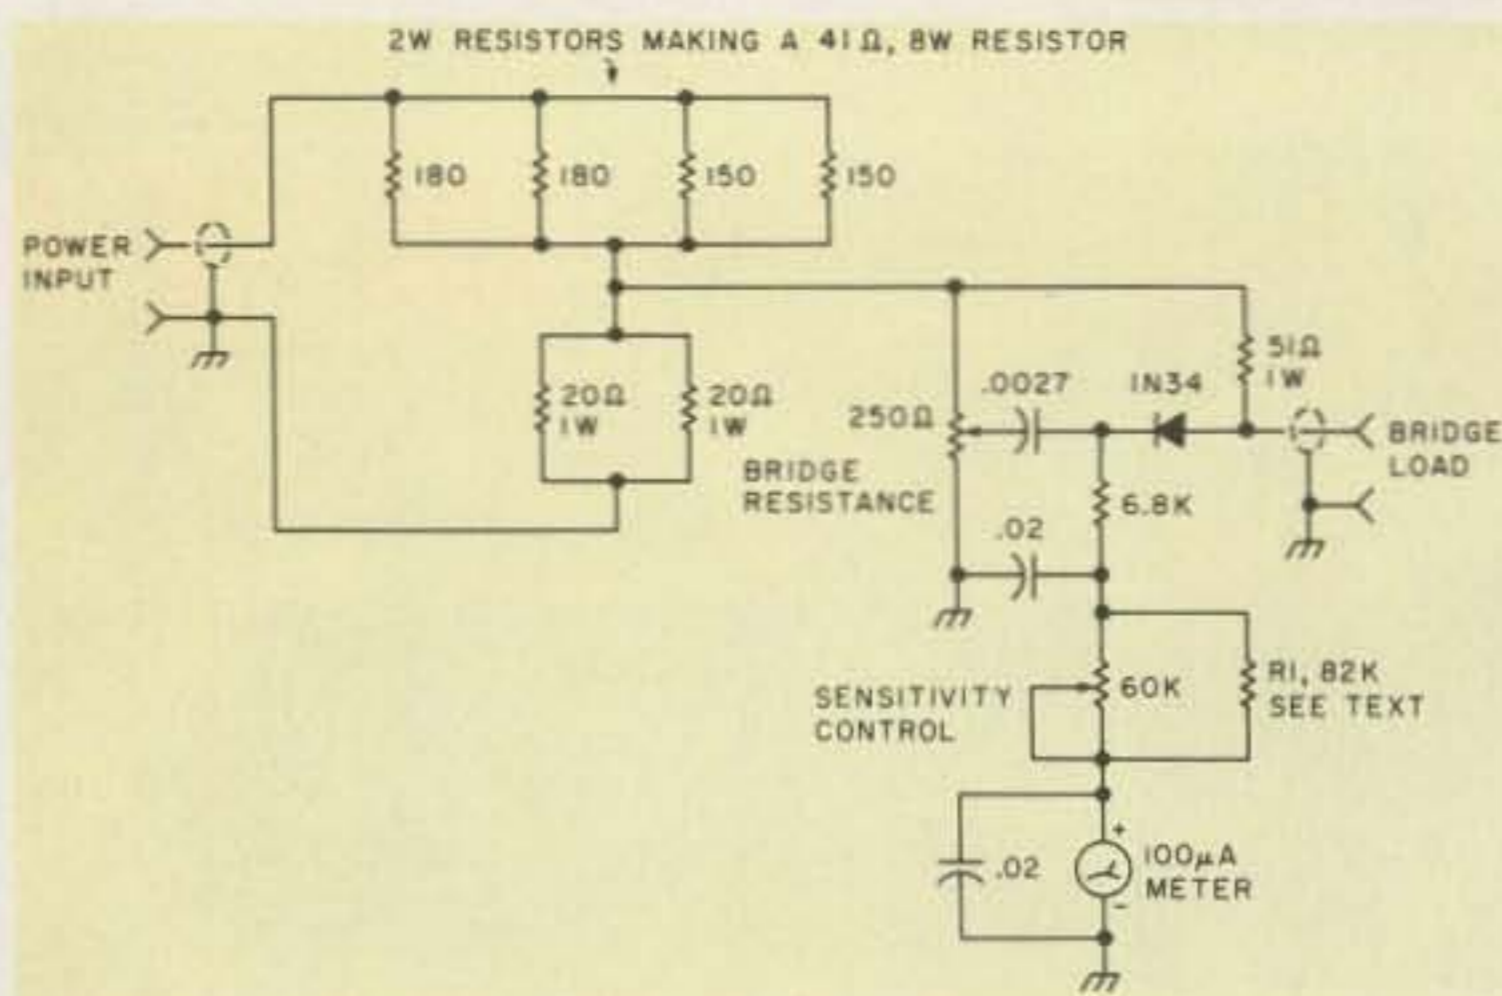 2W RESISTORS MAKING A 41Ω, 8W RESISTOR
180
180
150
150
POWER
INPUT
20Ω
1W
20Ω
1W
51Ω
1W
.0027
1N34
250Ω
BRIDGE
RESISTANCE
BRIDGE
LOAD
6.8K
.02
SENSITIVITY
CONTROL
60K
R1, 82K
SEE TEXT
+
.02
100µA
METER
-